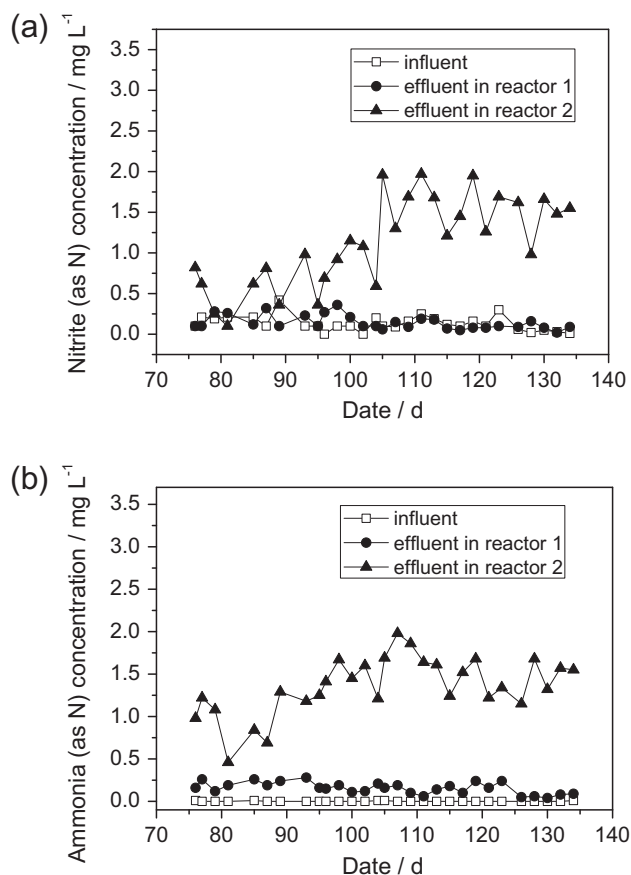 (a)
Nitrite (as N) concentration / mg L⁻¹
3.5
3.0
2.5
2.0
1.5
1.0
0.5
0.0
influent
effluent in reactor 1
effluent in reactor 2
70 80 90 100 110 120 130 140
Date / d
(b)
Ammonia (as N) concentration / mg L⁻¹
3.5
3.0
2.5
2.0
1.5
1.0
0.5
0.0
influent
effluent in reactor 1
effluent in reactor 2
70 80 90 100 110 120 130 140
Date / d